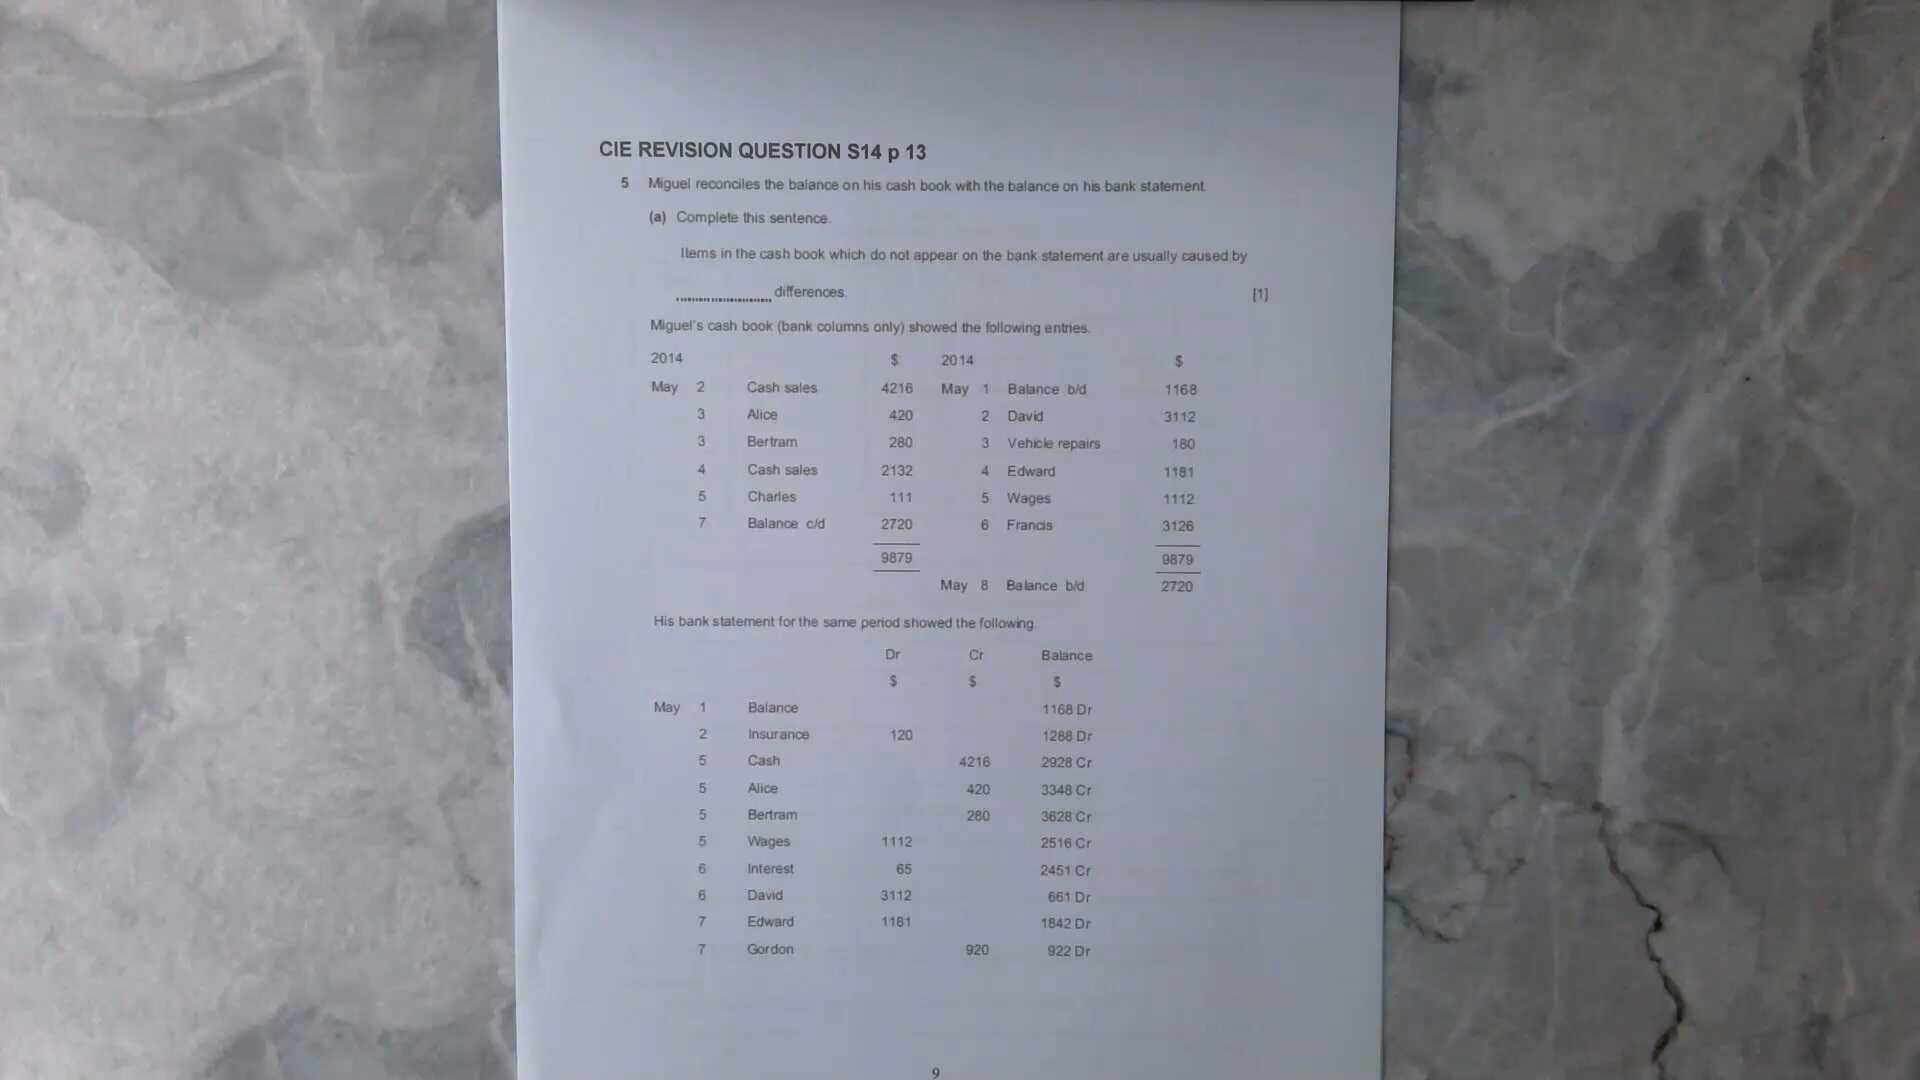 CIE REVISION QUESTION S14 p 13
5 Miguel reconciles the balance on his cash book with the balance on his bank statement.
(a) Complete this sentence.
Items in the cash book which do not appear on the bank statement are usually caused by
........................ differences. [1]
Miguel's cash book (bank columns only) showed the following entries.
2014 $ 2014 $
May 2 Cash sales 4216 May 1 Balance b/d 1168
3 Alice 420 2 David 3112
3 Bertram 280 3 Vehicle repairs 180
4 Cash sales 2132 4 Edward 1181
5 Charles 111 5 Wages 1112
7 Balance c/d 2720 6 Francis 3126
9879 9879
May 8 Balance b/d 2720
His bank statement for the same period showed the following.
Dr Cr Balance
$ $ $
May 1 Balance 1168 Dr
2 Insurance 120 1288 Dr
5 Cash 4216 2928 Cr
5 Alice 420 3348 Cr
5 Bertram 280 3628 Cr
5 Wages 1112 2516 Cr
6 Interest 65 2451 Cr
6 David 3112 661 Dr
7 Edward 1181 1842 Dr
7 Gordon 920 922 Dr
9